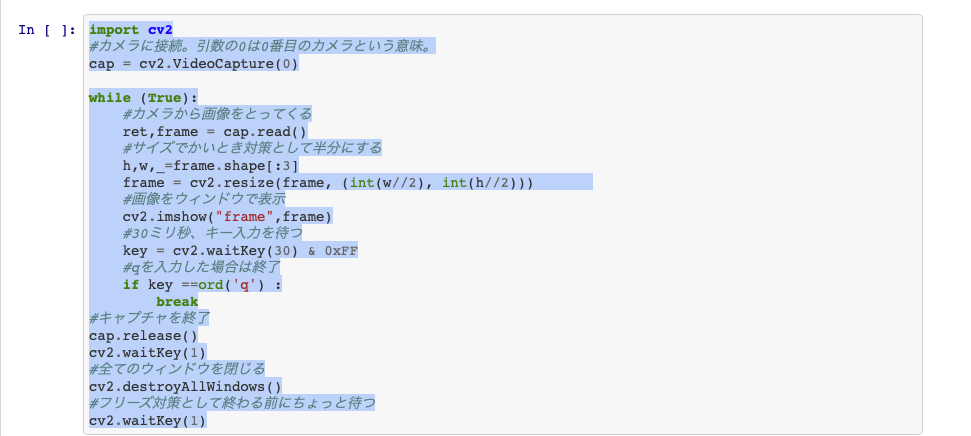 In [ ]: import cv2
#カメラに接続。引数の0は0番目のカメラという意味。
cap = cv2.VideoCapture(0)

while (True):
    #カメラから画像をとってくる
    ret,frame = cap.read()
    #サイズでかいとき対策として半分にする
    h,w,_=frame.shape[:3]
    frame = cv2.resize(frame, (int(w//2), int(h//2)))
    #画像をウィンドウで表示
    cv2.imshow("frame",frame)
    #30ミリ秒、キー入力を待つ
    key = cv2.waitKey(30) & 0xFF
    #qを入力した場合は終了
    if key ==ord('q') :
        break
#キャプチャを終了
cap.release()
cv2.waitKey(1)
#全てのウィンドウを閉じる
cv2.destroyAllWindows()
#フリーズ対策として終わる前にちょっと待つ
cv2.waitKey(1)